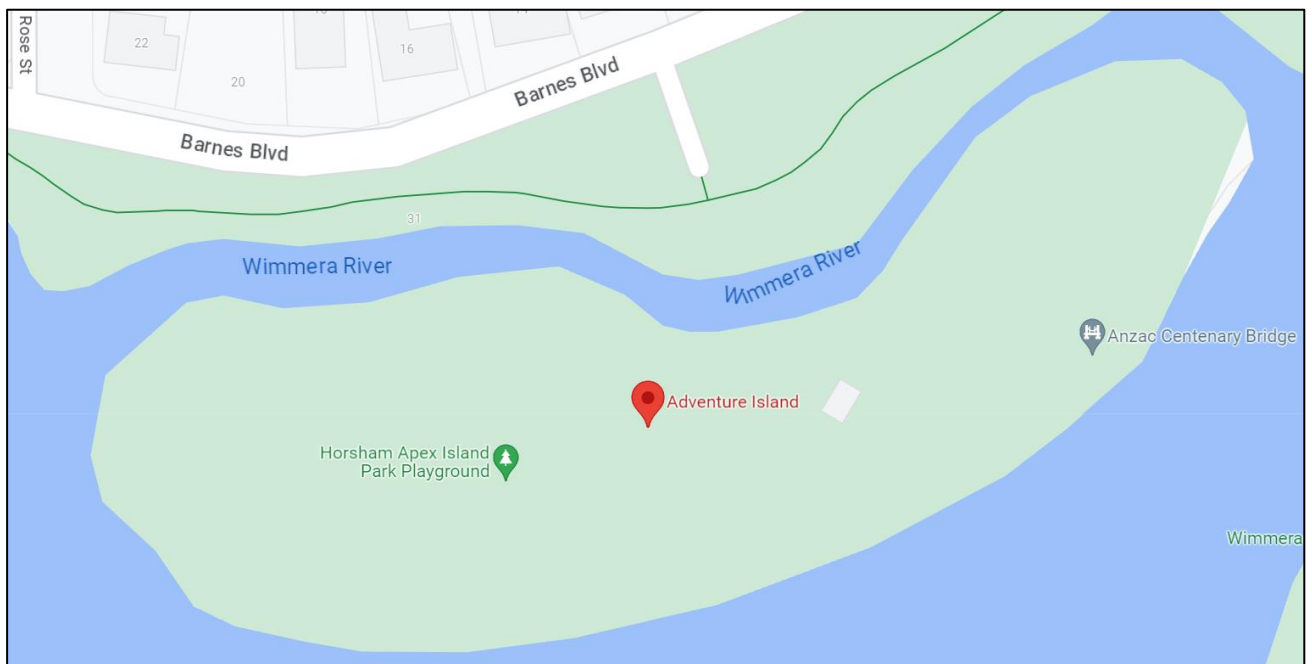 Rose St
22
20
16
Barnes Blvd
Barnes Blvd
31
Wimmera River
Wimmera River
Anzac Centenary Bridge
Adventure Island
Horsham Apex Island
Park Playground
Wimmera